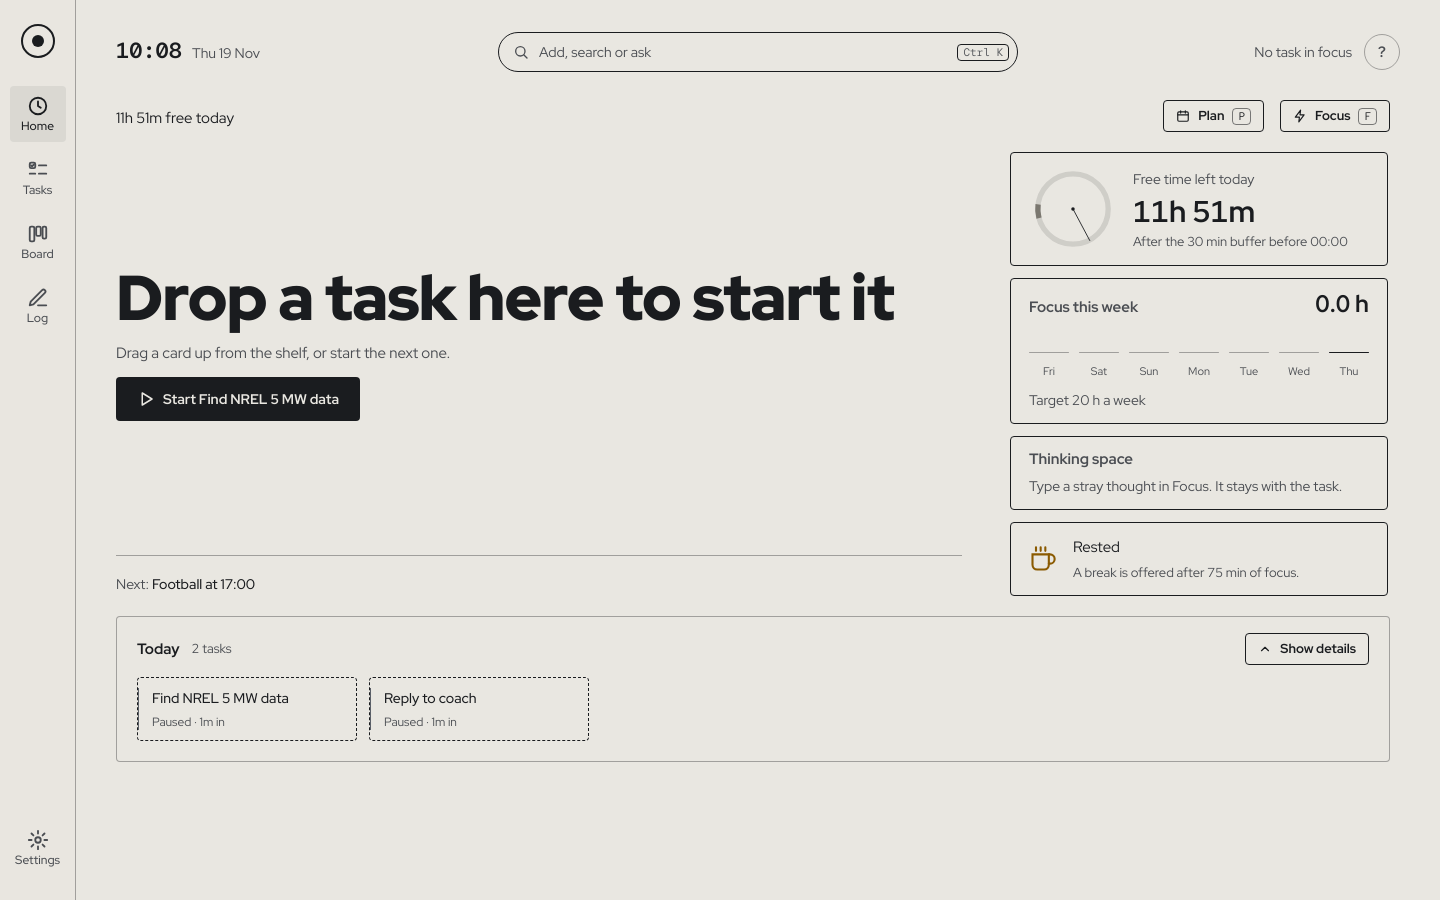 10:08 Thu 19 Nov
Add, search or ask Ctrl K
No task in focus ?
Home
Tasks
Board
Log
Settings
11h 51m free today
Plan P
Focus F
Drop a task here to start it
Drag a card up from the shelf, or start the next one.
Start Find NREL 5 MW data
Next: Football at 17:00
Free time left today
11h 51m
After the 30 min buffer before 00:00
Focus this week 0.0 h
Fri Sat Sun Mon Tue Wed Thu
Target 20 h a week
Thinking space
Type a stray thought in Focus. It stays with the task.
Rested
A break is offered after 75 min of focus.
Today 2 tasks
Show details
Find NREL 5 MW data
Paused · 1m in
Reply to coach
Paused · 1m in